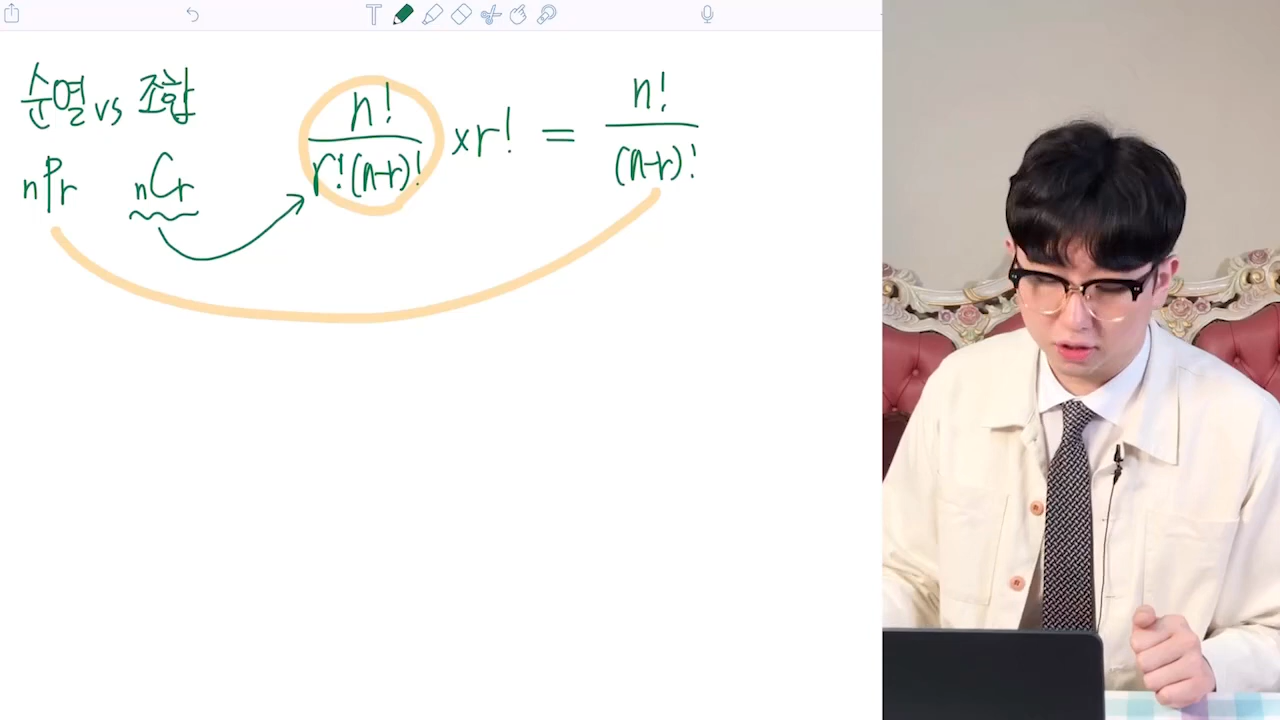 순열 vs 조합
nPr nCr
n!/r!(n-r)! x r! = n!/(n-r)!